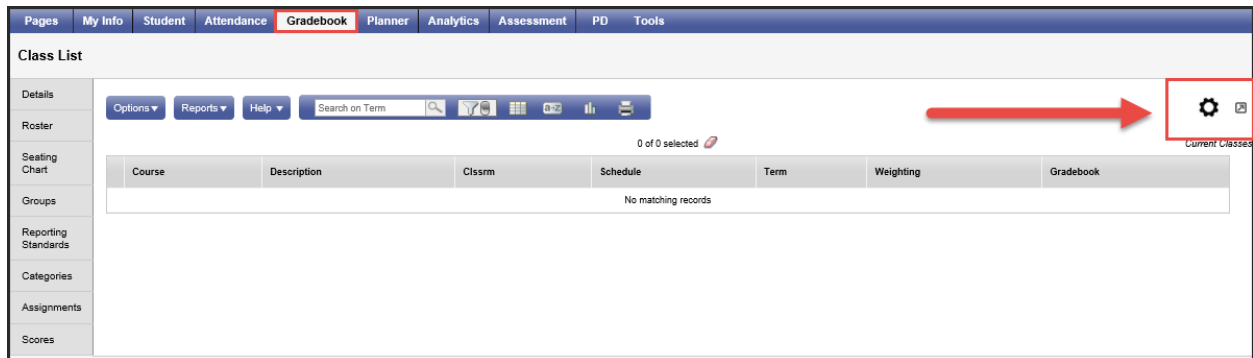 Pages My Info Student Attendance Gradebook Planner Analytics Assessment PD Tools
Class List
Details
Options▼ Reports▼ Help ▼ Search on Term a-z
Roster
0 of 0 selected
Current Classes
Seating
Chart
Course Description Clssrm Schedule Term Weighting Gradebook
No matching records
Groups
Reporting
Standards
Categories
Assignments
Scores